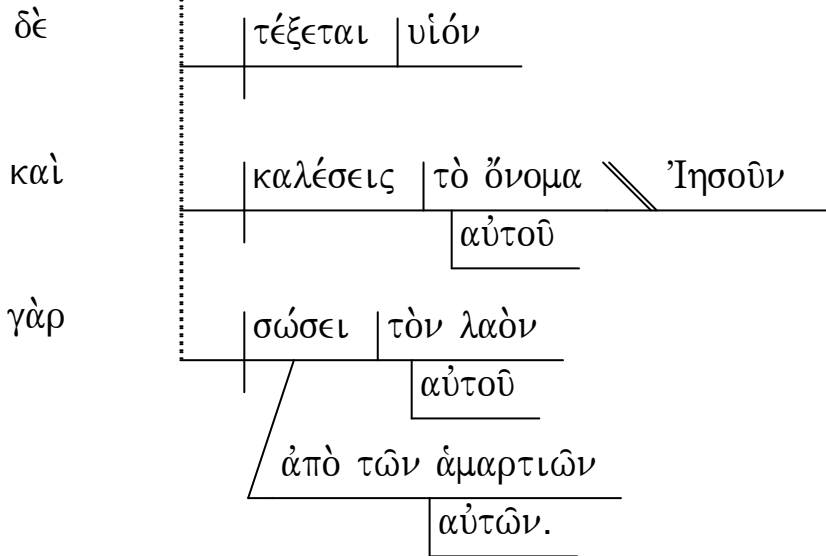 δὲ τέξεται υἱόν
καὶ καλέσεις τὸ ὄνομα Ἰησοῦν
αὐτοῦ
γὰρ σώσει τὸν λαὸν
αὐτοῦ
ἀπὸ τῶν ἁμαρτιῶν
αὐτῶν.